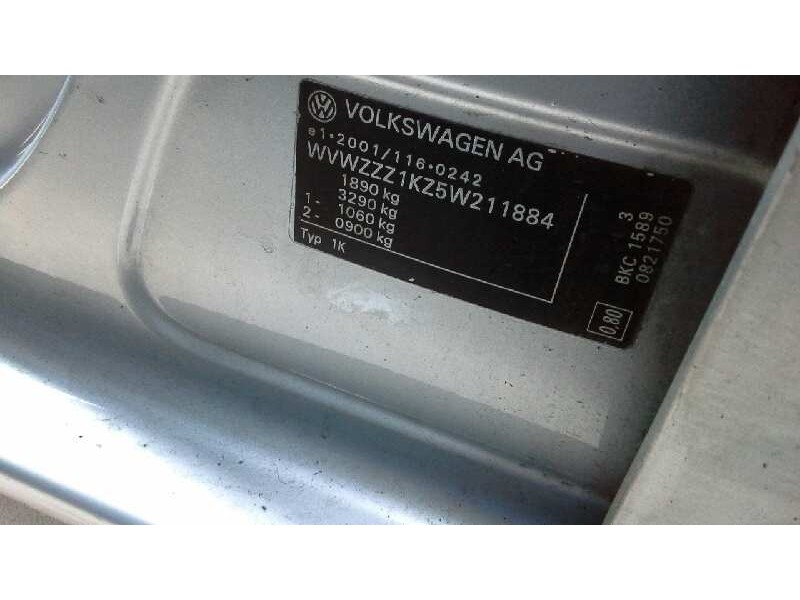 VOLKSWAGEN AG
e1*2001/116*0242
WVWZZZ1KZ5W211884
1890 kg
3290 kg
1- 1060 kg
2- 0900 kg
Typ 1K
3
BKC 1589
0821750
0.80